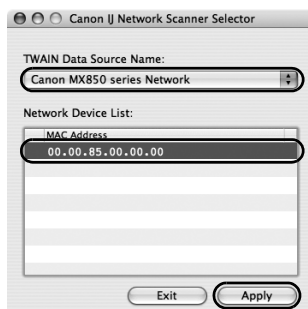 Canon IJ Network Scanner Selector
TWAIN Data Source Name:
Canon MX850 series Network
Network Device List:
MAC Address
00.00.85.00.00.00
Exit Apply